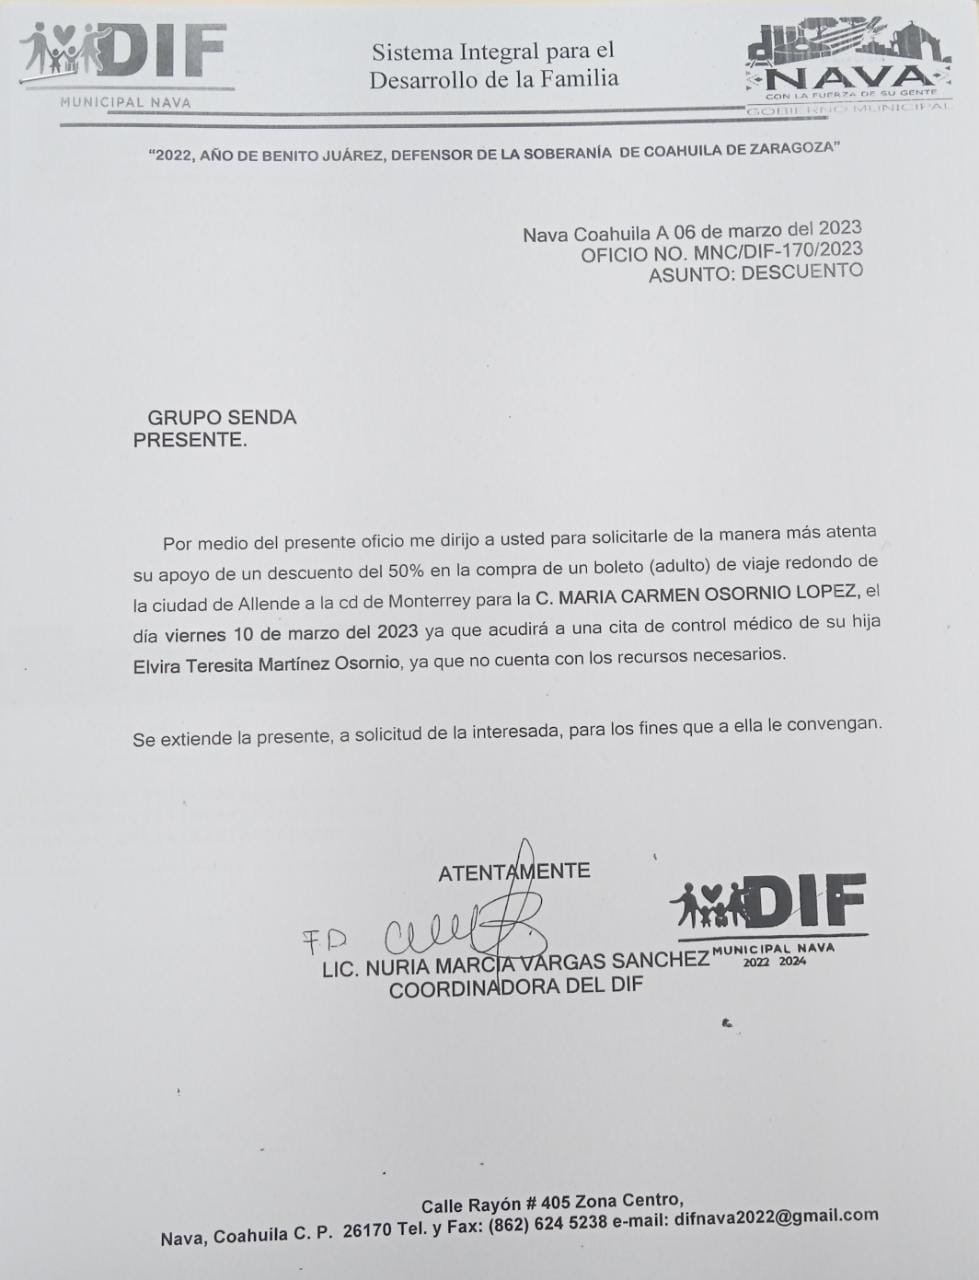 DIF
MUNICIPAL NAVA
Sistema Integral para el
Desarrollo de la Familia
NAVA
CON LA FUERZA DE SU GENTE
GOBIERNO MUNICIPAL
“2022, AÑO DE BENITO JUÁREZ, DEFENSOR DE LA SOBERANÍA DE COAHUILA DE ZARAGOZA”
Nava Coahuila A 06 de marzo del 2023
OFICIO NO. MNC/DIF-170/2023
ASUNTO: DESCUENTO
GRUPO SENDA
PRESENTE.
Por medio del presente oficio me dirijo a usted para solicitarle de la manera más atenta
su apoyo de un descuento del 50% en la compra de un boleto (adulto) de viaje redondo de
la ciudad de Allende a la cd de Monterrey para la C. MARIA CARMEN OSORNIO LOPEZ, el
día viernes 10 de marzo del 2023 ya que acudirá a una cita de control médico de su hija
Elvira Teresita Martínez Osornio, ya que no cuenta con los recursos necesarios.
Se extiende la presente, a solicitud de la interesada, para los fines que a ella le convengan.
ATENTAMENTE
F.D
LIC. NURIA MARCIA VARGAS SANCHEZ
COORDINADORA DEL DIF
DIF
MUNICIPAL NAVA
2022 2024
Calle Rayón # 405 Zona Centro,
Nava, Coahuila C. P. 26170 Tel. y Fax: (862) 624 5238 e-mail: difnava2022@gmail.com